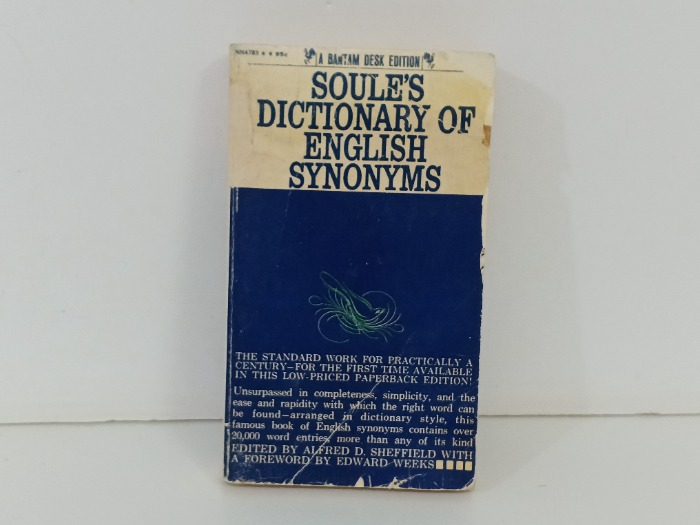 NNA783 ★ ★ 95c
A BANTAM DESK EDITION
SOULE'S
DICTIONARY OF
ENGLISH
SYNONYMS
THE STANDARD WORK FOR PRACTICALLY A
CENTURY—FOR THE FIRST TIME AVAILABLE
IN THIS LOW-PRICED PAPERBACK EDITION!
Unsurpassed in completeness, simplicity, and the
ease and rapidity with which the right word can
be found—arranged in dictionary style, this
famous book of English synonyms contains over
20,000 word entries, more than any of its kind
EDITED BY ALFRED D. SHEFFIELD WITH
A FOREWORD BY EDWARD WEEKS